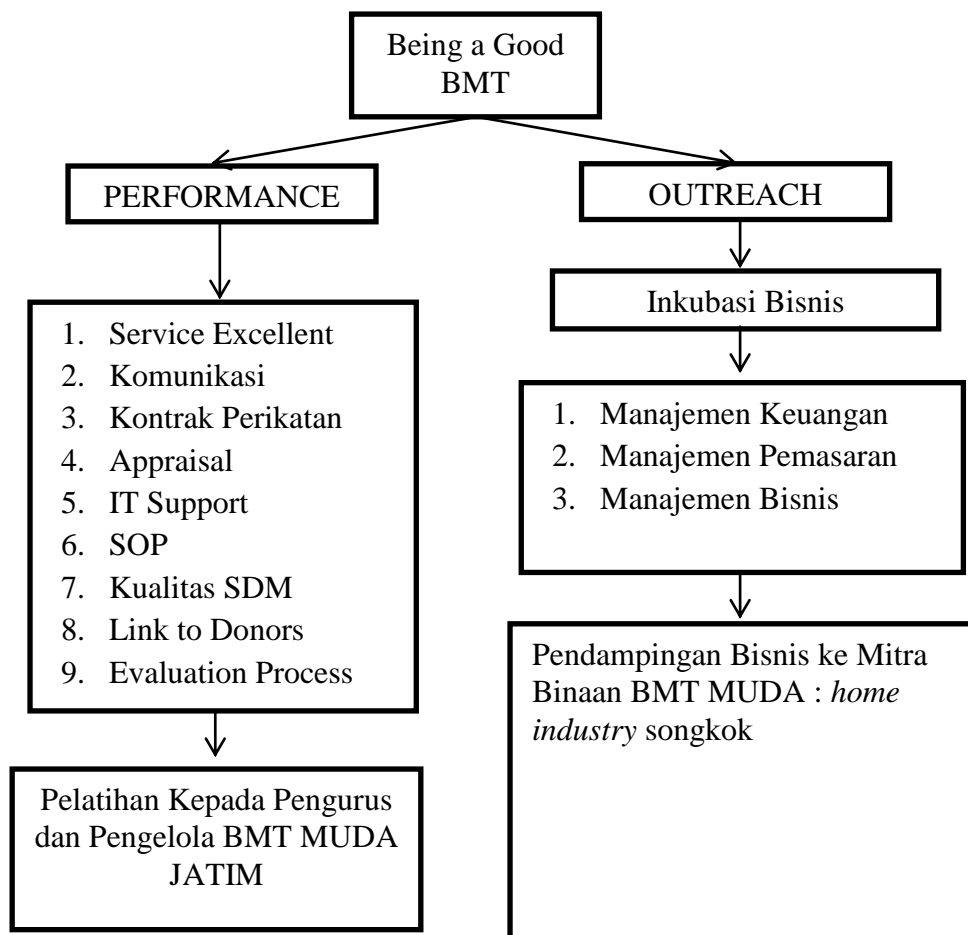 Being a Good
BMT
PERFORMANCE
1. Service Excellent
2. Komunikasi
3. Kontrak Perikatan
4. Appraisal
5. IT Support
6. SOP
7. Kualitas SDM
8. Link to Donors
9. Evaluation Process
Pelatihan Kepada Pengurus
dan Pengelola BMT MUDA
JATIM
OUTREACH
Inkubasi Bisnis
1. Manajemen Keuangan
2. Manajemen Pemasaran
3. Manajemen Bisnis
Pendampingan Bisnis ke Mitra
Binaan BMT MUDA : home
industry songkok